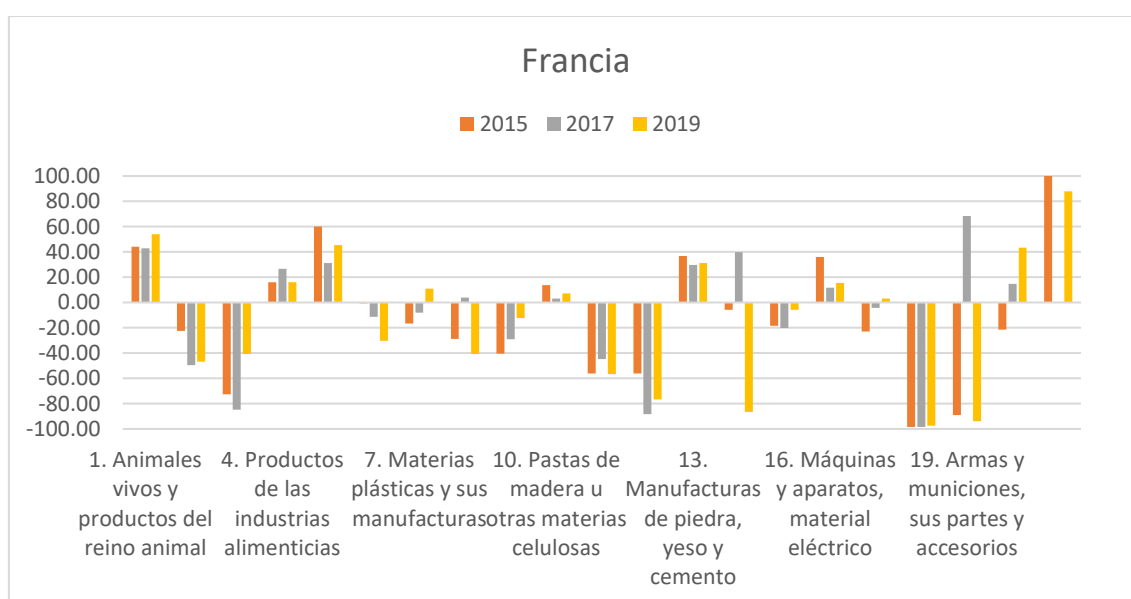 Francia
2015 2017 2019
100.00
80.00
60.00
40.00
20.00
0.00
-20.00
-40.00
-60.00
-80.00
-100.00
1. Animales
vivos y
productos del
reino animal
4. Productos
de las
industrias
alimenticias
7. Materias
plásticas y sus
manufacturas
10. Pastas de
madera u
otras materias
celulosas
13.
Manufacturas
de piedra,
yeso y
cemento
16. Máquinas
y aparatos,
material
eléctrico
19. Armas y
municiones,
sus partes y
accesorios